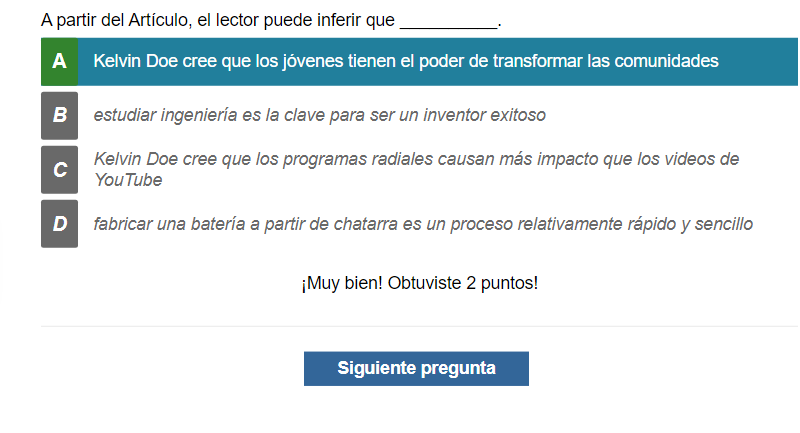 A partir del Artículo, el lector puede inferir que __________.
A Kelvin Doe cree que los jóvenes tienen el poder de transformar las comunidades
B estudiar ingeniería es la clave para ser un inventor exitoso
C Kelvin Doe cree que los programas radiales causan más impacto que los videos de
YouTube
D fabricar una batería a partir de chatarra es un proceso relativamente rápido y sencillo
¡Muy bien! Obtuviste 2 puntos!
Siguiente pregunta